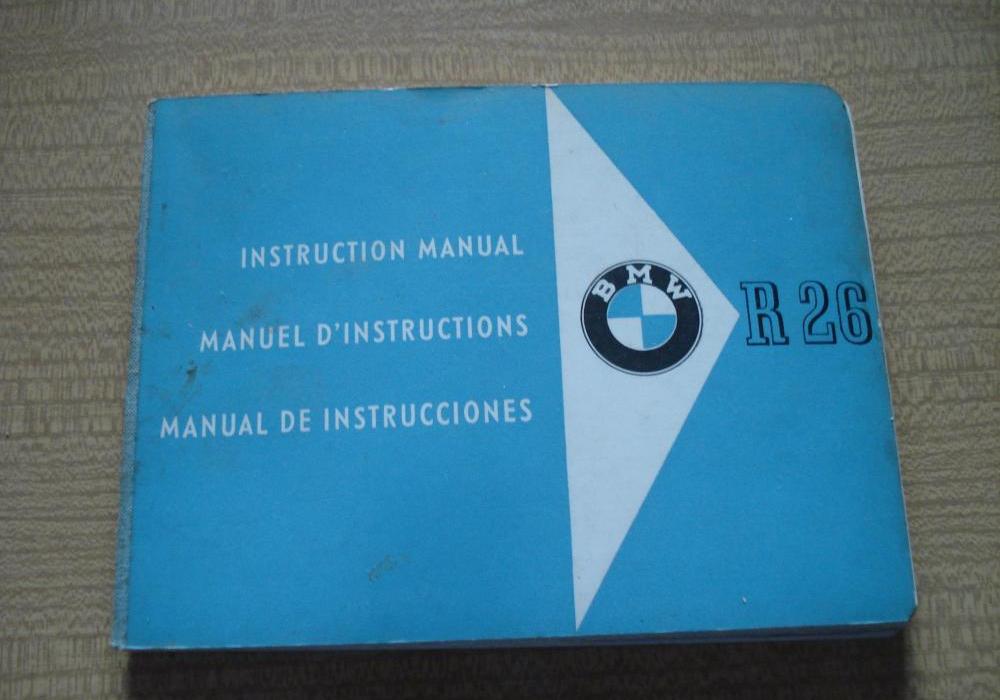 INSTRUCTION MANUAL
MANUEL D'INSTRUCTIONS
MANUAL DE INSTRUCCIONES
BMW
R 26